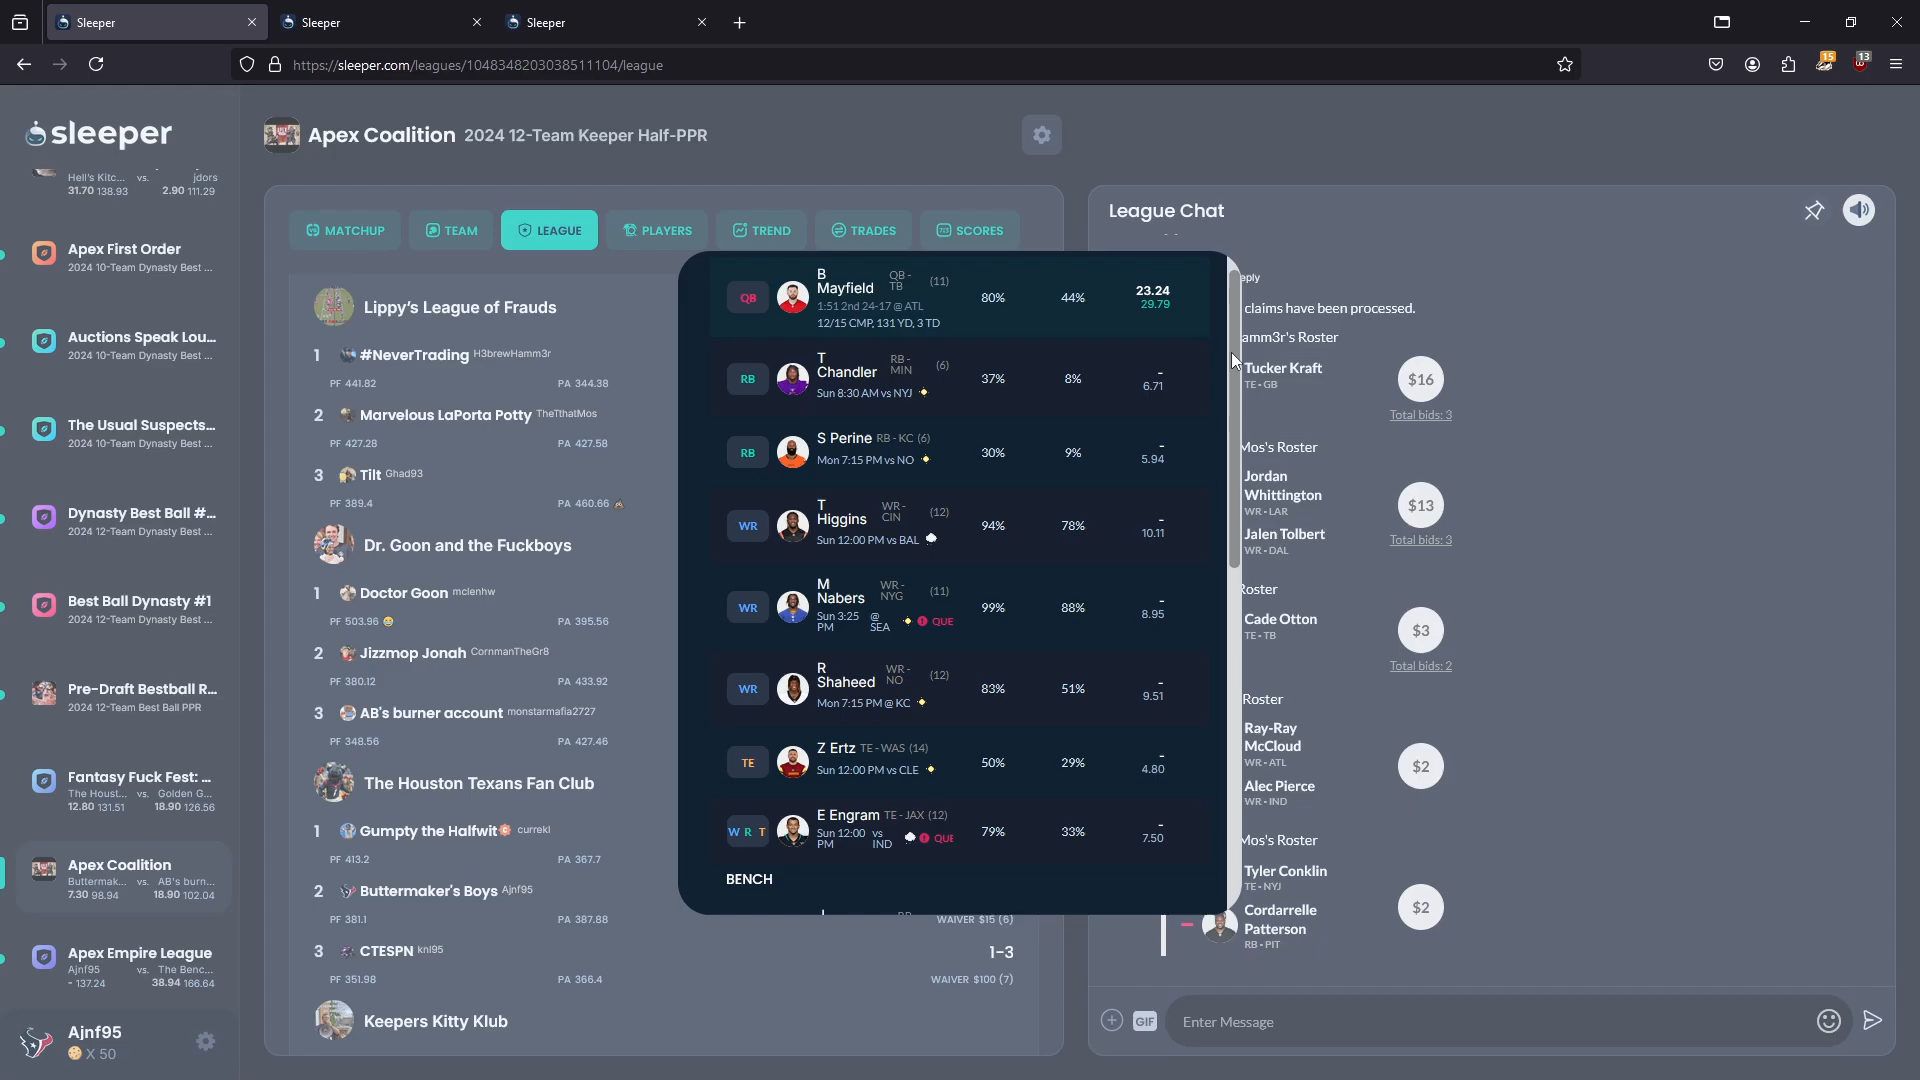 Sleeper
Sleeper
Sleeper
https://sleeper.com/leagues/1048348203038511104/league
15
13
sleeper
Hell's Kitc... vs. jdors
31.70 138.93 2.90 111.29
Apex First Order
2024 10-Team Dynasty Best ...
Auctions Speak Lou...
2024 10-Team Dynasty Best ...
The Usual Suspects...
2024 10-Team Dynasty Best ...
Dynasty Best Ball #...
2024 12-Team Dynasty Best ...
Best Ball Dynasty #1
2024 12-Team Dynasty Best ...
Pre-Draft Bestball R...
2024 12-Team Best Ball PPR
Fantasy Fuck Fest: ...
The Houst... vs. Golden G...
12.80 131.51 18.90 126.56
Apex Coalition
Buttermak... vs. AB's burn...
7.30 98.94 18.90 102.04
Apex Empire League
Ajnf95 vs. The Benc...
- 137.24 38.94 166.64
Ajnf95
X 50
Apex Coalition 2024 12-Team Keeper Half-PPR
MATCHUP TEAM LEAGUE PLAYERS TREND TRADES SCORES
Lippy's League of Frauds
1 #NeverTrading H3brewHamm3r
PF 441.82 PA 344.38
2 Marvelous LaPorta Potty TheTthatMos
PF 427.28 PA 427.58
3 Tilt Ghad93
PF 389.4 PA 460.66 💩
Dr. Goon and the Fuckboys
1 Doctor Goon mclenhw
PF 503.96 😂 PA 395.56
2 Jizzmop Jonah CornmanTheGr8
PF 380.12 PA 433.92
3 AB's burner account monstarmafia2727
PF 348.56 PA 427.46
The Houston Texans Fan Club
1 Gumpty the Halfwit currekl
PF 413.2 PA 367.7
2 Buttermaker's Boys Ajnf95
PF 381.1 PA 387.88 WAIVER $15 (6)
3 CTESPN knl95 1-3
PF 351.98 PA 366.4 WAIVER $100 (7)
Keepers Kitty Klub
QB B Mayfield QB - TB (11) 80% 44% 23.24
1:51 2nd 24-17 @ ATL 29.79
12/15 CMP, 131 YD, 3 TD
RB T Chandler RB - MIN (6) 37% 8% -
Sun 8:30 AM vs NYJ 6.71
RB S Perine RB - KC (6) 30% 9% -
Mon 7:15 PM vs NO 5.94
WR T Higgins WR - CIN (12) 94% 78% -
Sun 12:00 PM vs BAL 10.11
WR M Nabers WR - NYG (11) 99% 88% -
Sun 3:25 PM @ SEA QUE 8.95
WR R Shaheed WR - NO (12) 83% 51% -
Mon 7:15 PM @ KC 9.51
TE Z Ertz TE - WAS (14) 50% 29% -
Sun 12:00 PM vs CLE 4.80
W R T E Engram TE - JAX (12) 79% 33% -
Sun 12:00 PM vs IND QUE 7.50
BENCH
League Chat
eply
claims have been processed.
amm3r's Roster
Tucker Kraft
TE - GB
$16
Total bids: 3
Mos's Roster
Jordan
Whittington
WR - LAR
$13
Jalen Tolbert
WR - DAL
Total bids: 3
Roster
Cade Otton
TE - TB
$3
Total bids: 2
Roster
Ray-Ray
McCloud
WR - ATL
$2
Alec Pierce
WR - IND
Mos's Roster
Tyler Conklin
TE - NYJ
$2
Cordarrelle
Patterson
RB - PIT
GIF Enter Message